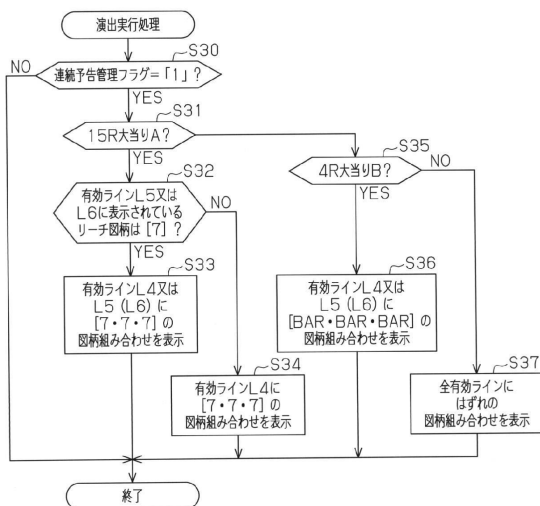 演出実行処理
S30
NO
連続予告管理フラグ=「1」?
YES
S31
15R大当りA?
YES
S35
4R大当りB?
NO
YES
S32
有効ラインL5又は
L6に表示されている
リーチ図柄は[7]?
NO
YES
S33
有効ラインL4又は
L5(L6)に
[7・7・7]の
図柄組み合わせを表示
S36
有効ラインL4又は
L5(L6)に
[BAR・BAR・BAR]の
図柄組み合わせを表示
S34
有効ラインL4に
[7・7・7]の
図柄組み合わせを表示
S37
全有効ラインに
はずれの
図柄組み合わせを表示
終了